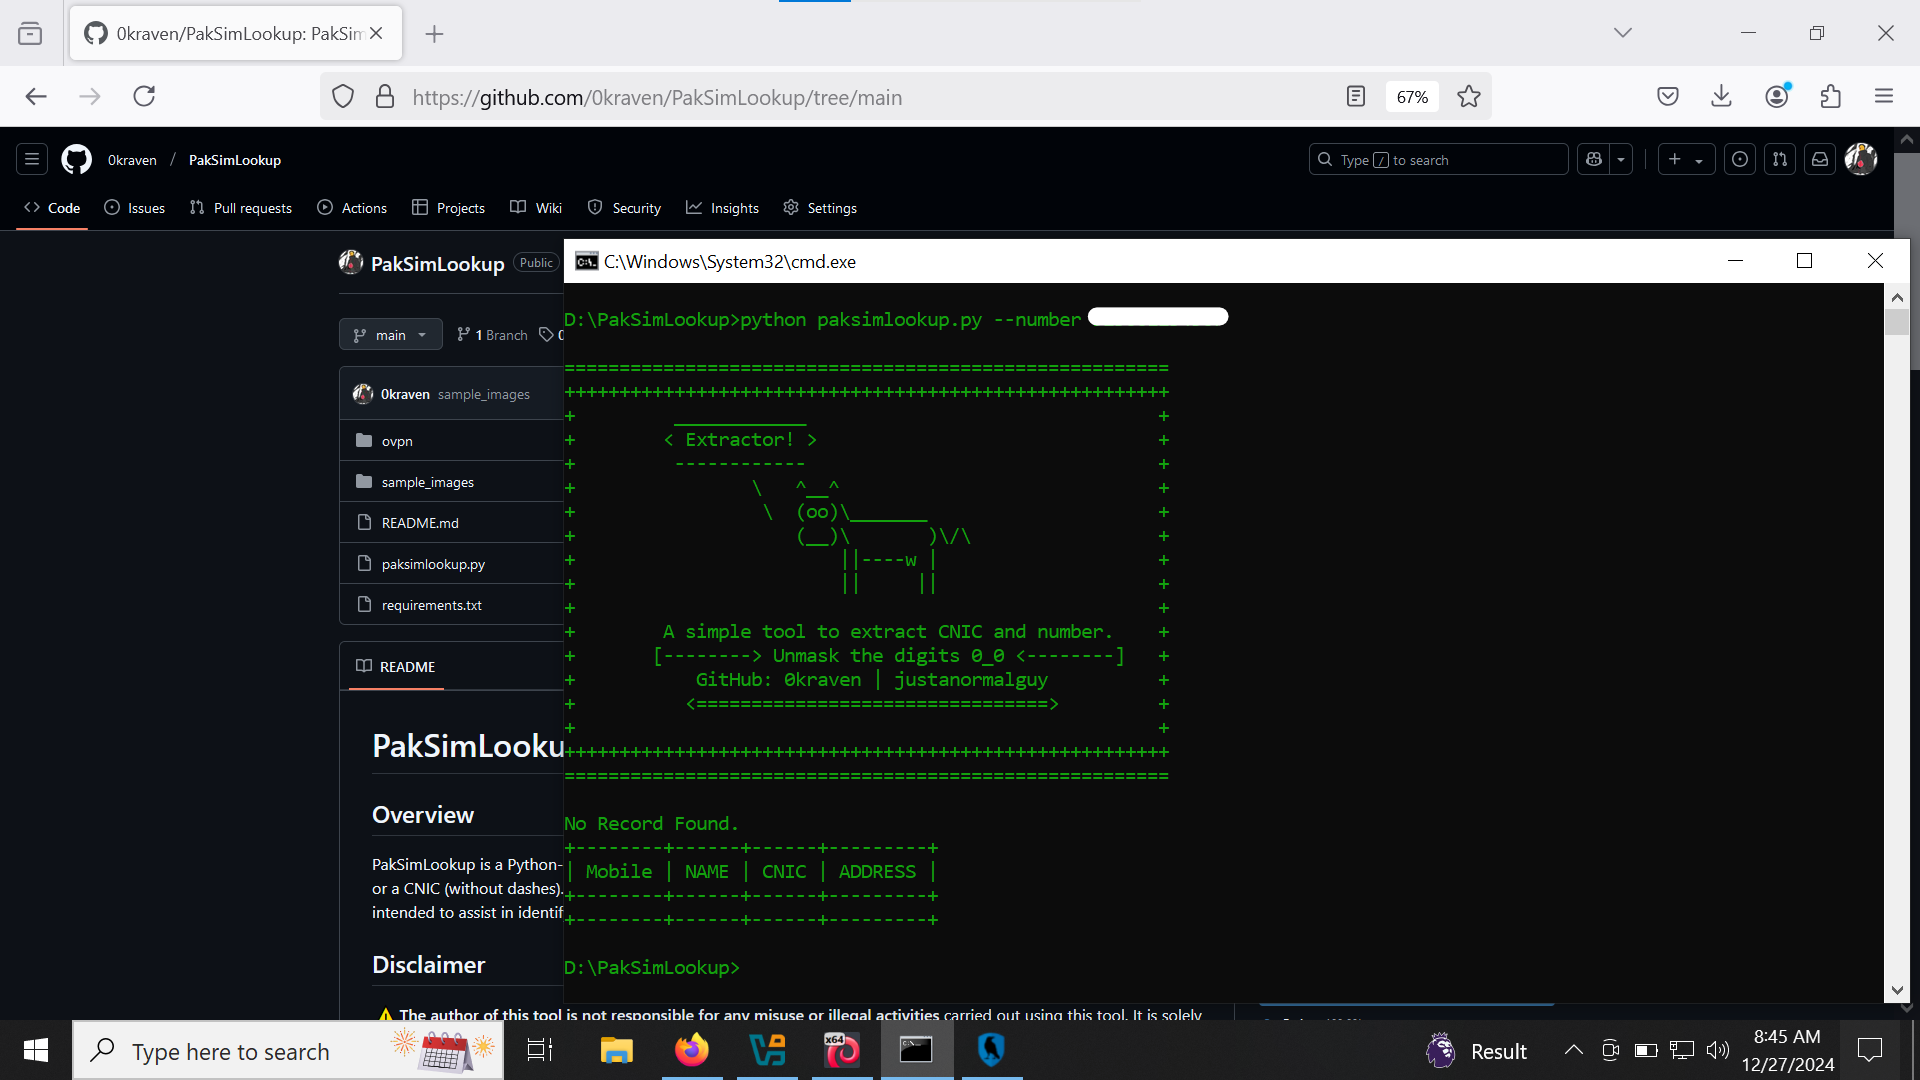 0kraven/PakSimLookup: PakSim
https://github.com/0kraven/PakSimLookup/tree/main
67%
0kraven / PakSimLookup
Type / to search
Code
Issues
Pull requests
Actions
Projects
Wiki
Security
Insights
Settings
PakSimLookup
Public
C:\Windows\System32\cmd.exe
main
1 Branch
0kraven sample_images
ovpn
sample_images
README.md
paksimlookup.py
requirements.txt
README
PakSimLooku
Overview
PakSimLookup is a Python-
or a CNIC (without dashes).
intended to assist in identif
Disclaimer
The author of this tool is not responsible for any misuse or illegal activities carried out using this tool. It is solely
D:\PakSimLookup>python paksimlookup.py --number
=======================================================
+++++++++++++++++++++++++++++++++++++++++++++++++++++++
+          ____________                               +
+        < Extractor! >                               +
+         ------------                                +
+                \   ^__^                             +
+                 \  (oo)\_______                     +
+                    (__)\       )\/\                 +
+                        ||----w |                    +
+                        ||     ||                    +
+                                                     +
+        A simple tool to extract CNIC and number.    +
+       [--------> Unmask the digits 0_0 <--------]   +
+           GitHub: 0kraven | justanormalguy          +
+          <================================>         +
+                                                     +
+++++++++++++++++++++++++++++++++++++++++++++++++++++++
=======================================================
No Record Found.
+--------+------+------+---------+
| Mobile | NAME | CNIC | ADDRESS |
+--------+------+------+---------+
+--------+------+------+---------+
D:\PakSimLookup>
Type here to search
x64
Result
8:45 AM
12/27/2024